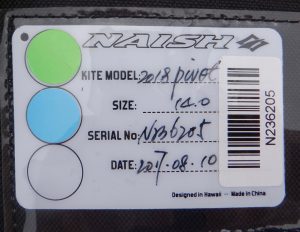 NAISH
KITE MODEL: 2018 pivot
SIZE: 14.0
SERIAL No: N236205
DATE: 2017.08.10
N236205
Designed in Hawaii — Made in China